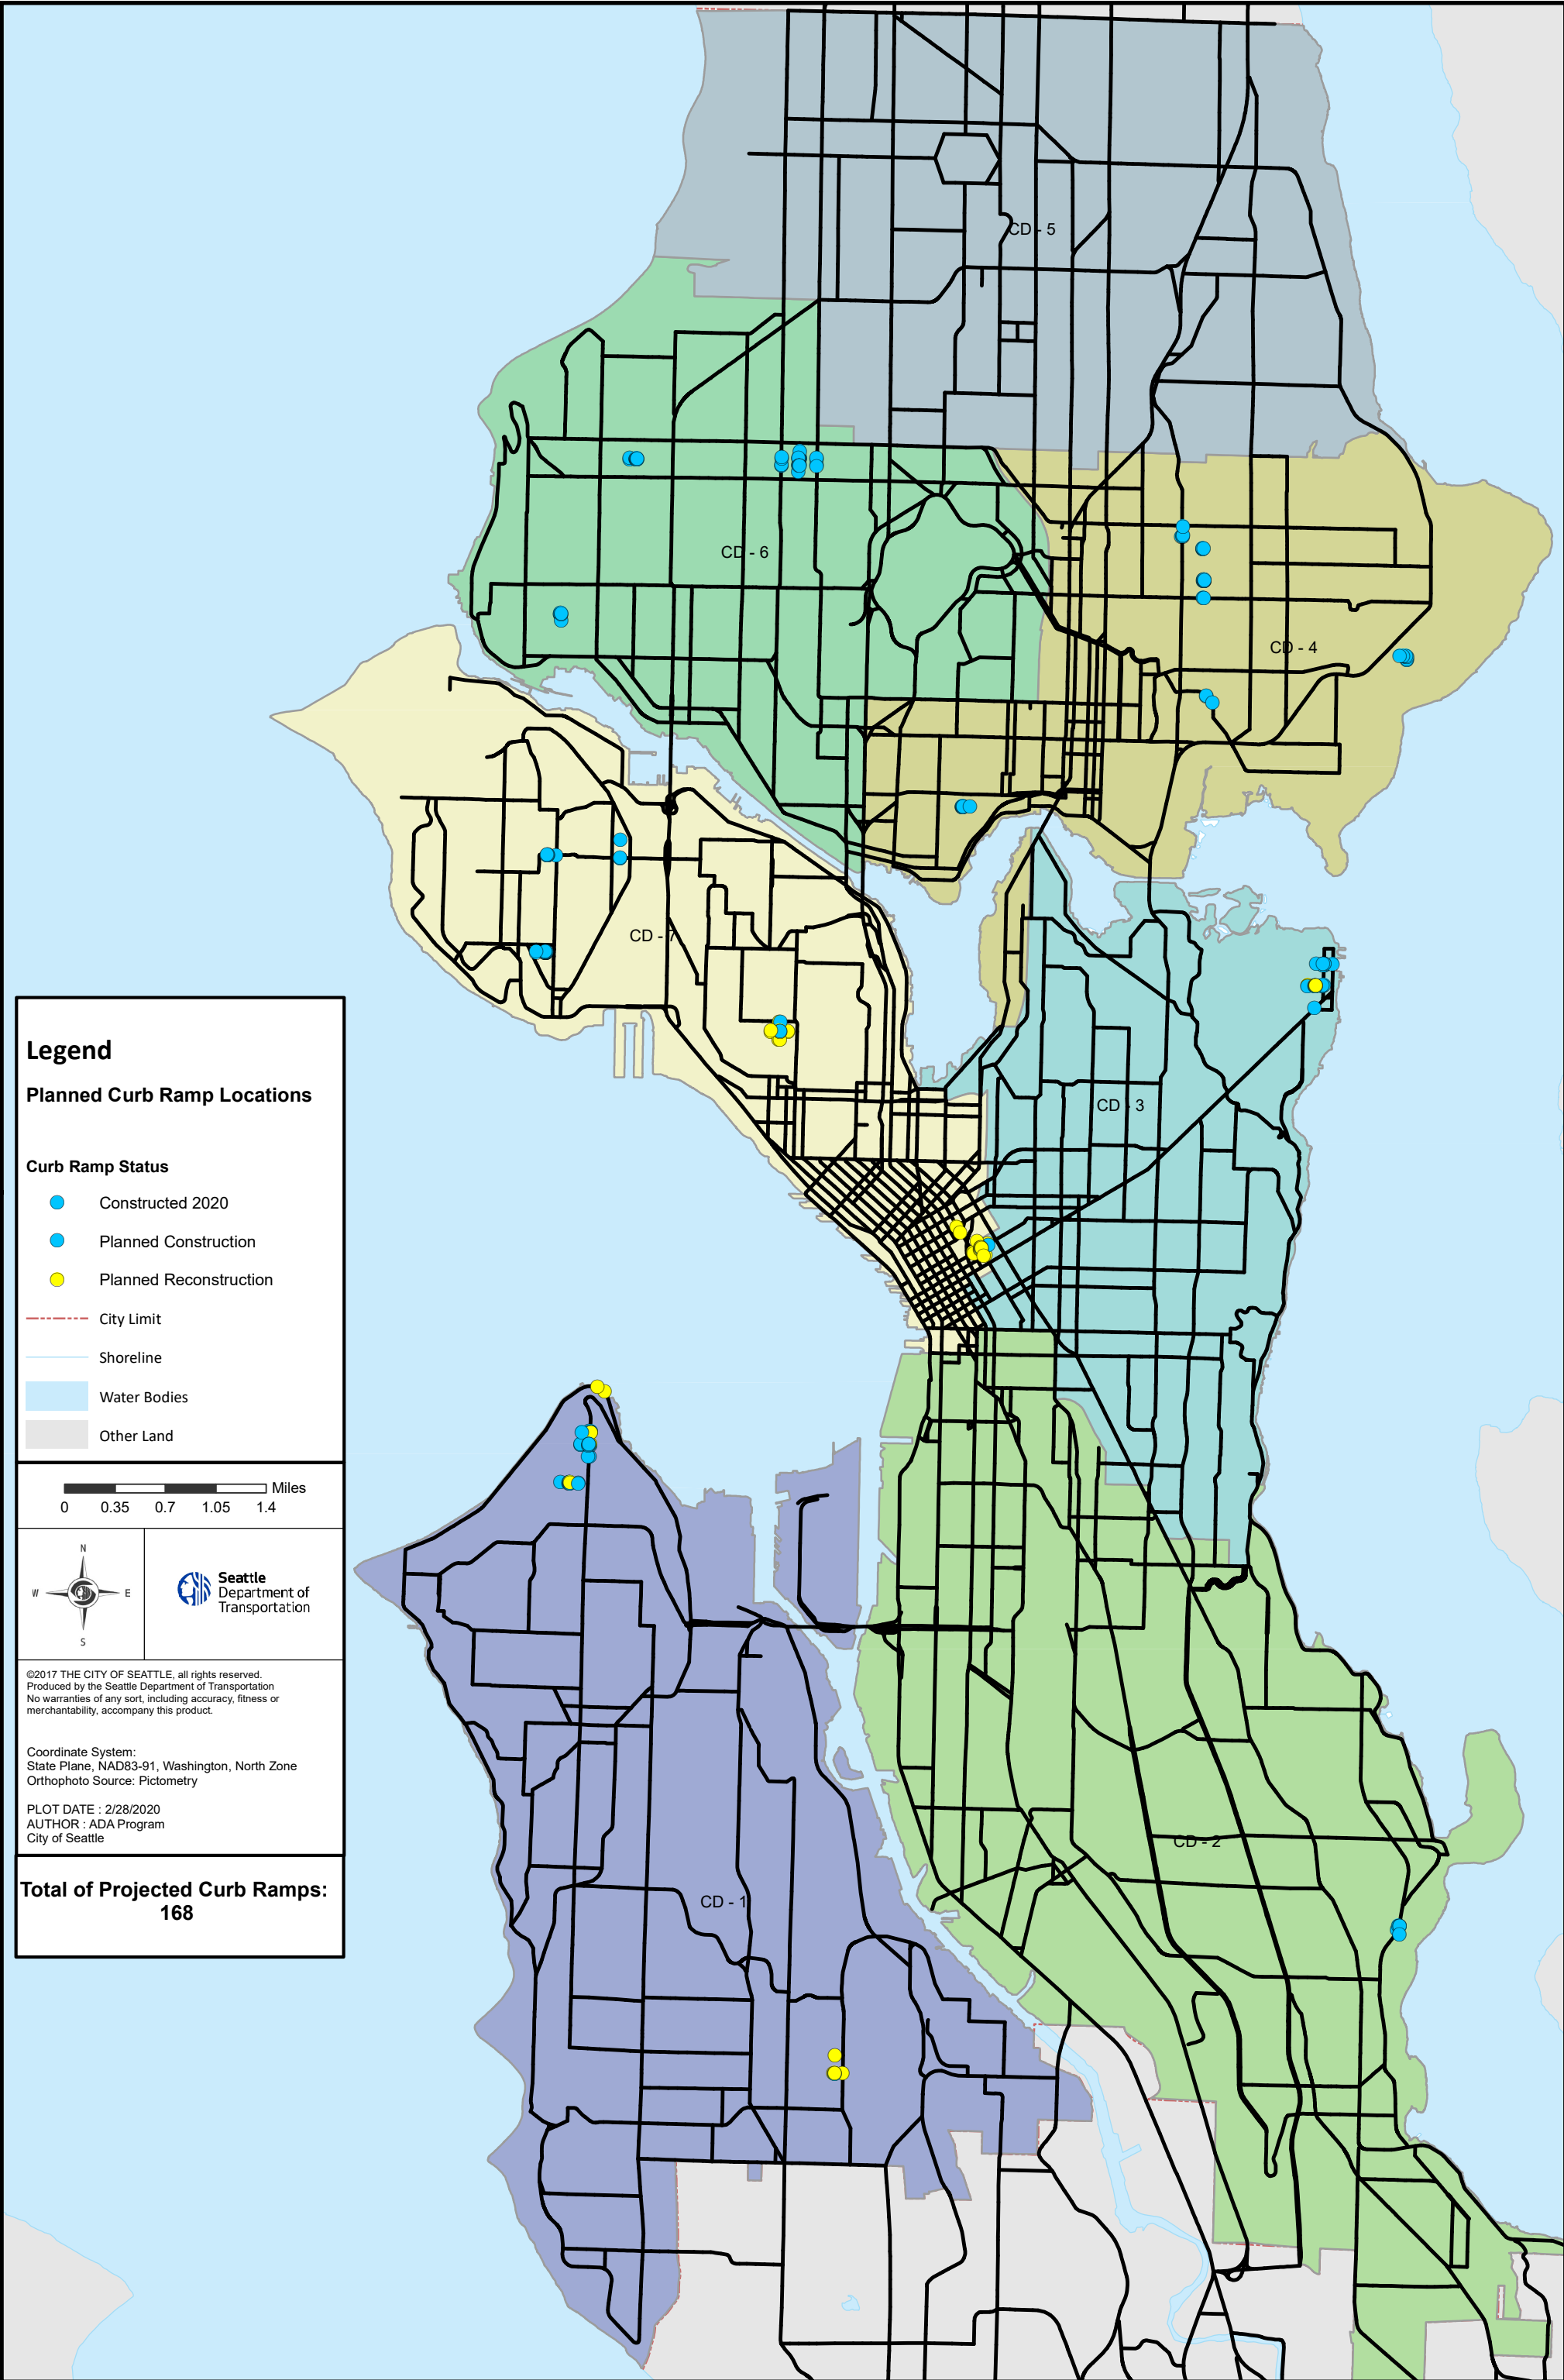 CD - 5
CD - 6
CD - 4
CD - 7
CD - 3
CD - 2
CD - 1
Legend
Planned Curb Ramp Locations
Curb Ramp Status
Constructed 2020
Planned Construction
Planned Reconstruction
City Limit
Shoreline
Water Bodies
Other Land
Miles
0 0.35 0.7 1.05 1.4
N
W E
S
Seattle
Department of
Transportation
©2017 THE CITY OF SEATTLE, all rights reserved.
Produced by the Seattle Department of Transportation
No warranties of any sort, including accuracy, fitness or
merchantability, accompany this product.
Coordinate System:
State Plane, NAD83-91, Washington, North Zone
Orthophoto Source: Pictometry
PLOT DATE : 2/28/2020
AUTHOR : ADA Program
City of Seattle
Total of Projected Curb Ramps:
168